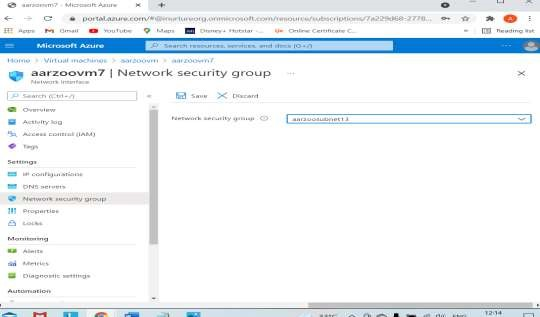 aarzoovm7 - Microsoft Azure
portal.azure.com/#@inurtureorg.onmicrosoft.com/resource/subscriptions/7a229d68-2778...
Apps
Gmail
YouTube
Maps
Disney+ Hotstar -...
Online Certificate C...
Reading list
Microsoft Azure
Search resources, services, and docs (G+/)
Home > Virtual machines > aarzoovm > aarzoovm7
aarzoovm7 | Network security group
Network interface
Search (Ctrl+/)
Save
Discard
Overview
Activity log
Access control (IAM)
Tags
Network security group
aarzoosubnet13
Settings
IP configurations
DNS servers
Network security group
Properties
Locks
Monitoring
Alerts
Metrics
Diagnostic settings
Automation
ENG
12:14